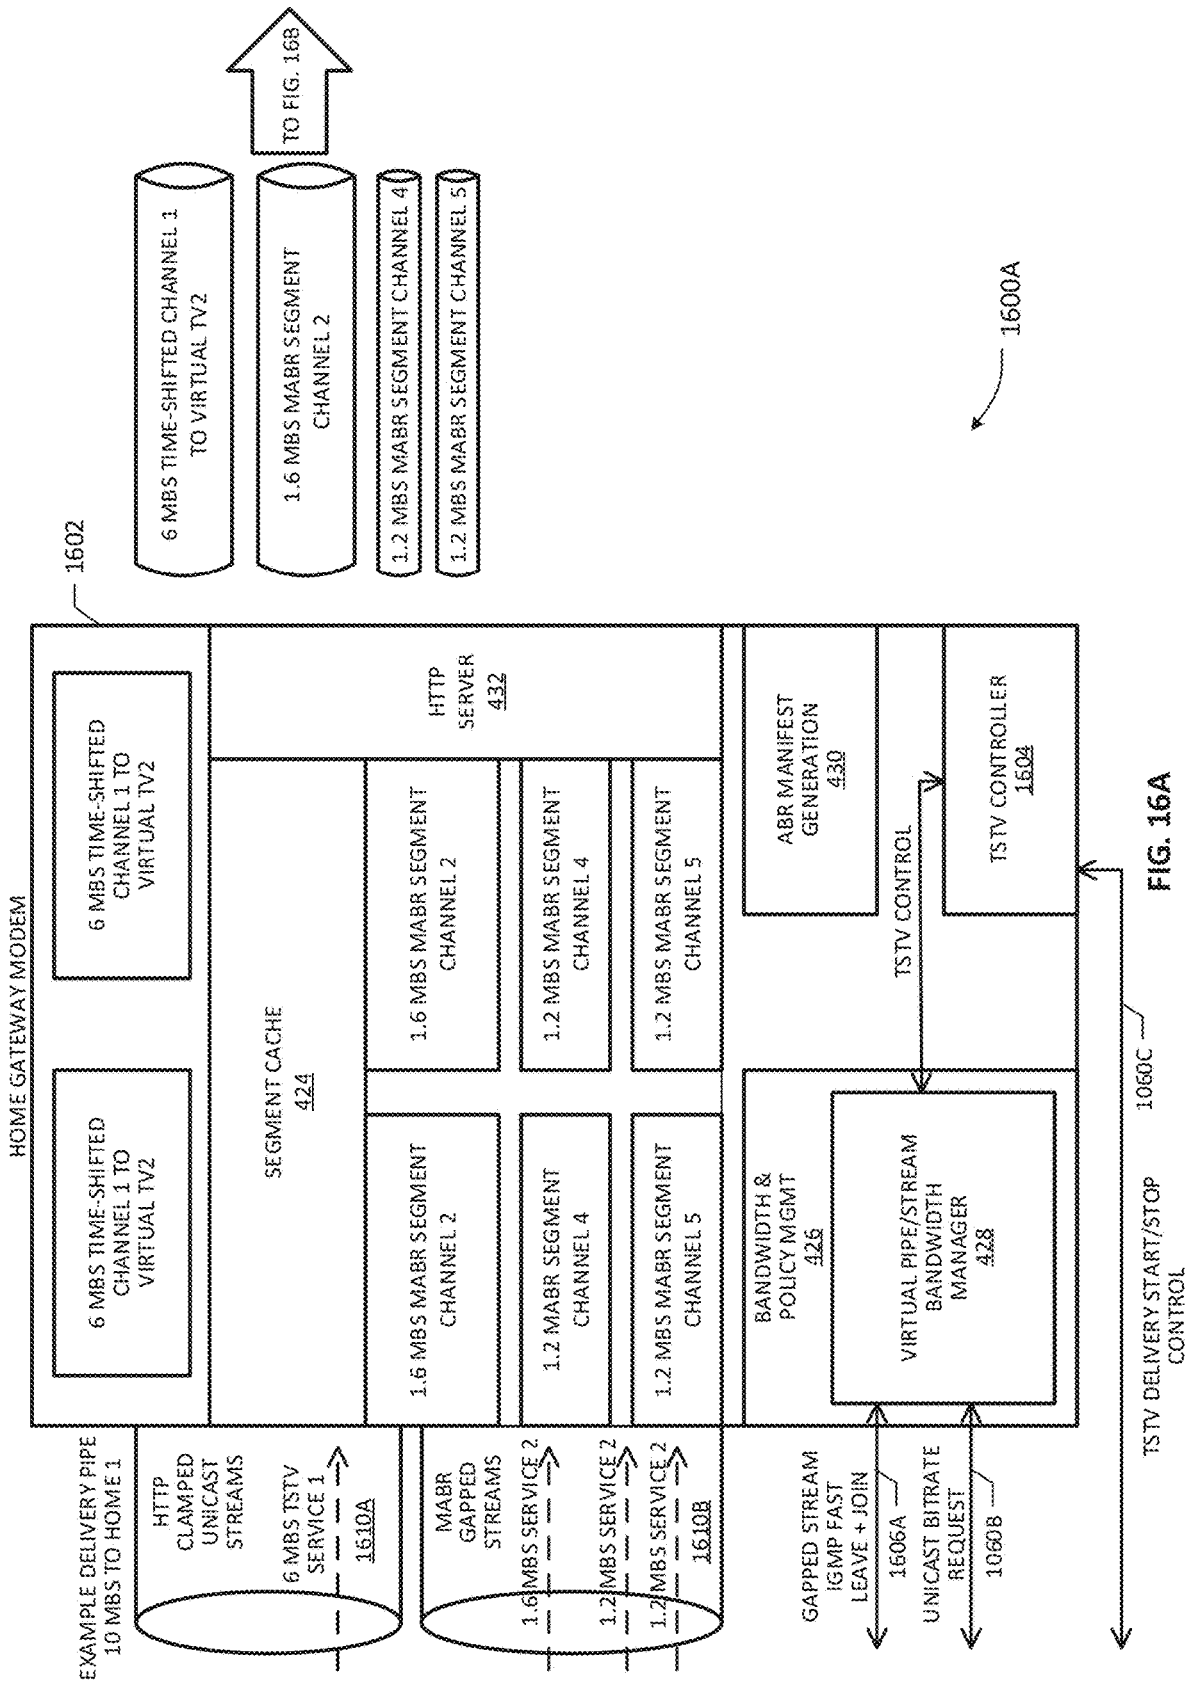 EXAMPLE DELIVERY PIPE
10 MBS TO HOME 1
HTTP
CLAMPED
UNICAST
STREAMS
6 MBS TSTV
SERVICE 1
1610A
MABR
GAPPED
STREAMS
1.6 MBS SERVICE 2
1.2 MBS SERVICE 2
1.2 MBS SERVICE 2
1610B
GAPPED STREAM
IGMP FAST
LEAVE + JOIN
1606A
UNICAST BITRATE
REQUEST
1060B
TSTV DELIVERY START/STOP
CONTROL
1060C
HOME GATEWAY MODEM
1602
6 MBS TIME-SHIFTED
CHANNEL 1 TO
VIRTUAL TV2
6 MBS TIME-SHIFTED
CHANNEL 1 TO
VIRTUAL TV2
SEGMENT CACHE
424
HTTP
SERVER
432
1.6 MBS MABR SEGMENT
CHANNEL 2
1.6 MBS MABR SEGMENT
CHANNEL 2
1.2 MABR SEGMENT
CHANNEL 4
1.2 MBS MABR SEGMENT
CHANNEL 4
1.2 MBS MABR SEGMENT
CHANNEL 5
1.2 MBS MABR SEGMENT
CHANNEL 5
BANDWIDTH &
POLICY MGMT
426
VIRTUAL PIPE/STREAM
BANDWIDTH
MANAGER
428
TSTV CONTROL
ABR MANIFEST
GENERATION
430
TSTV CONTROLLER
1604
6 MBS TIME-SHIFTED CHANNEL 1
TO VIRTUAL TV2
1.6 MBS MABR SEGMENT
CHANNEL 2
1.2 MBS MABR SEGMENT CHANNEL 4
1.2 MBS MABR SEGMENT CHANNEL 5
TO FIG. 16B
1600A
FIG. 16A